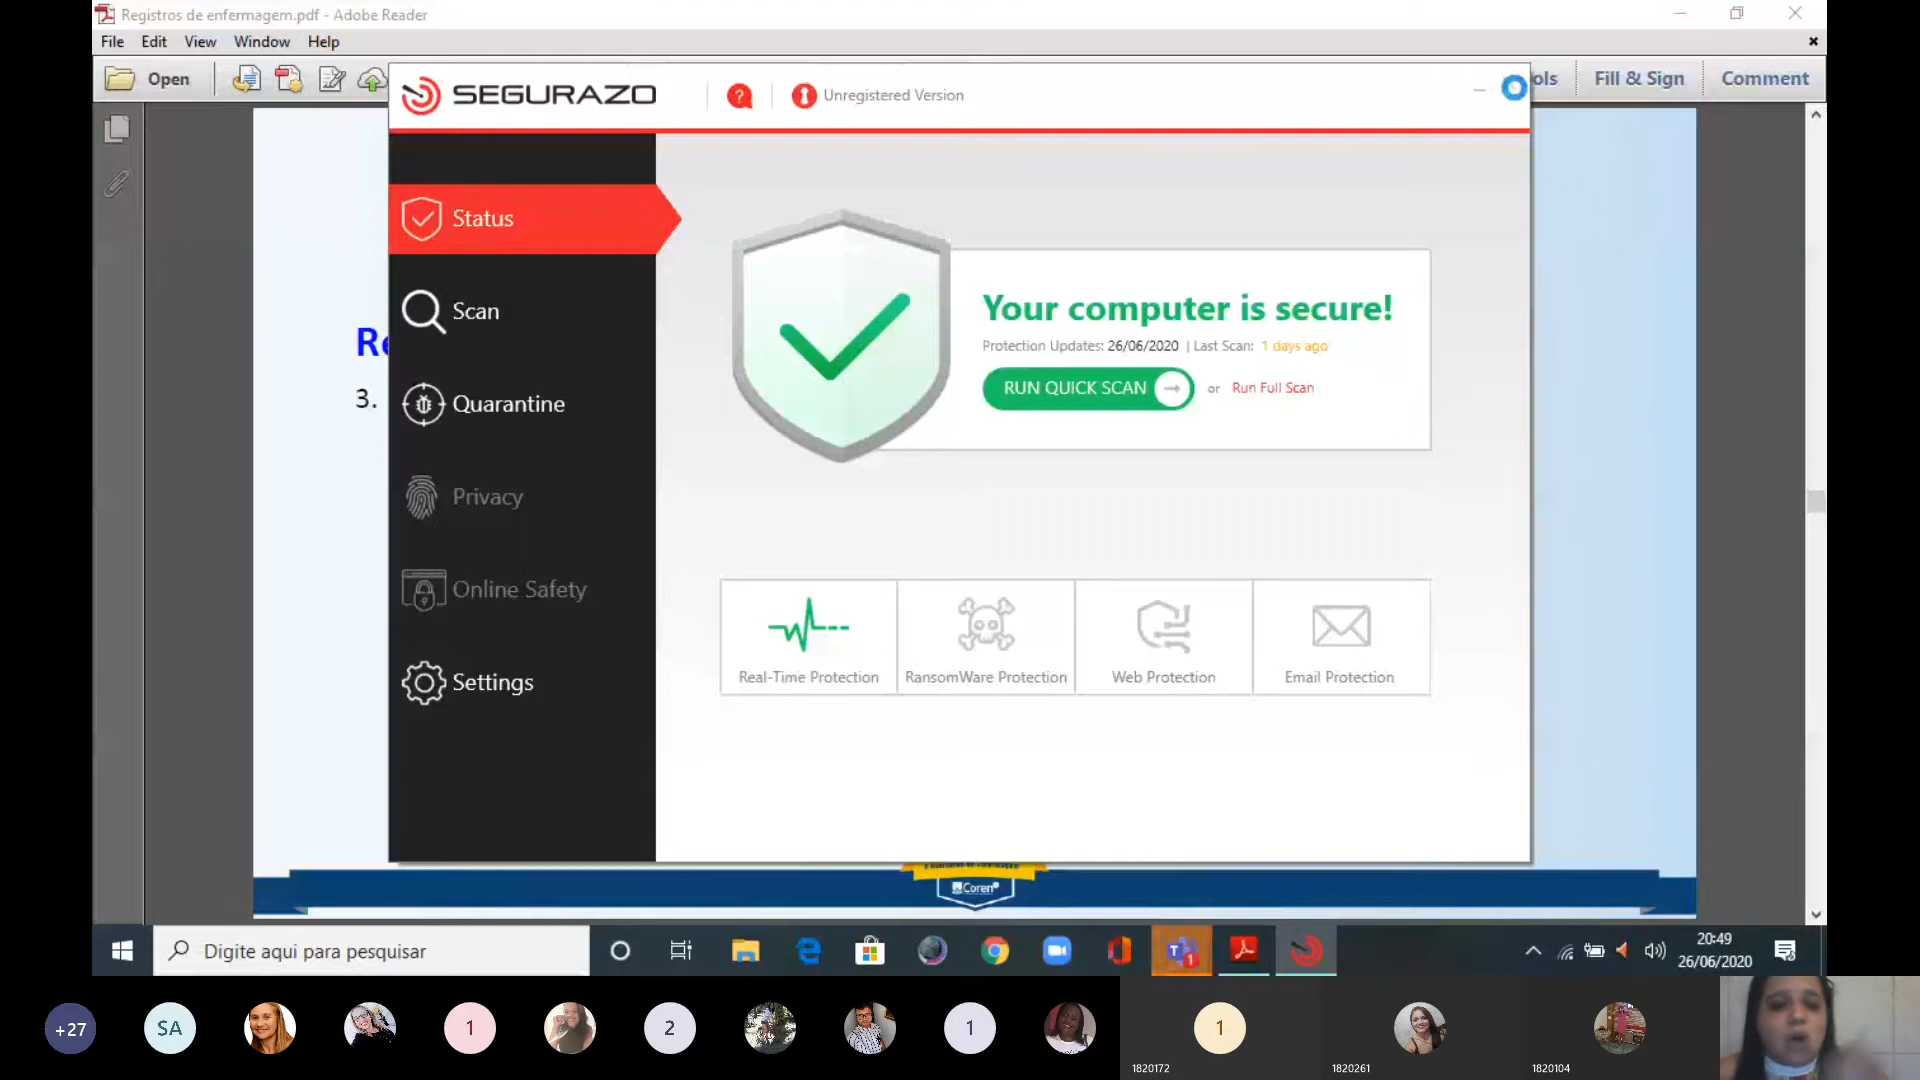 Registros de enfermagem.pdf - Adobe Reader
File Edit View Window Help
Open
ols Fill & Sign Comment
SEGURAZO
Unregistered Version
Status
Scan
Quarantine
Privacy
Online Safety
Settings
Your computer is secure!
Protection Updates: 26/06/2020 | Last Scan: 1 days ago
RUN QUICK SCAN or Run Full Scan
Real-Time Protection RansomWare Protection Web Protection Email Protection
Re
3.
Coren
Digite aqui para pesquisar
20:49
26/06/2020
+27 SA 1 2 1 1
1820172 1820261 1820104